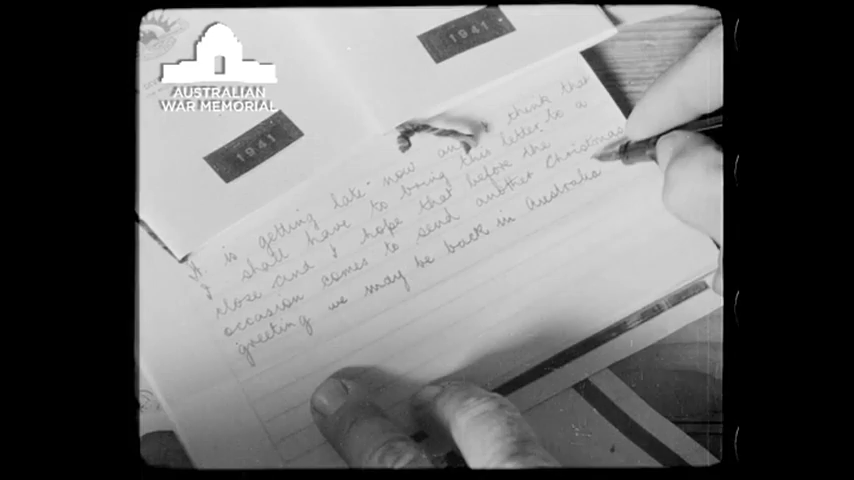 AUSTRALIAN
WAR MEMORIAL
1941
1941
It is getting late now and think that
I shall have to bring this letter to a
close and I hope that before the
occasion comes to send another Christmas
greeting we may be back in Australia